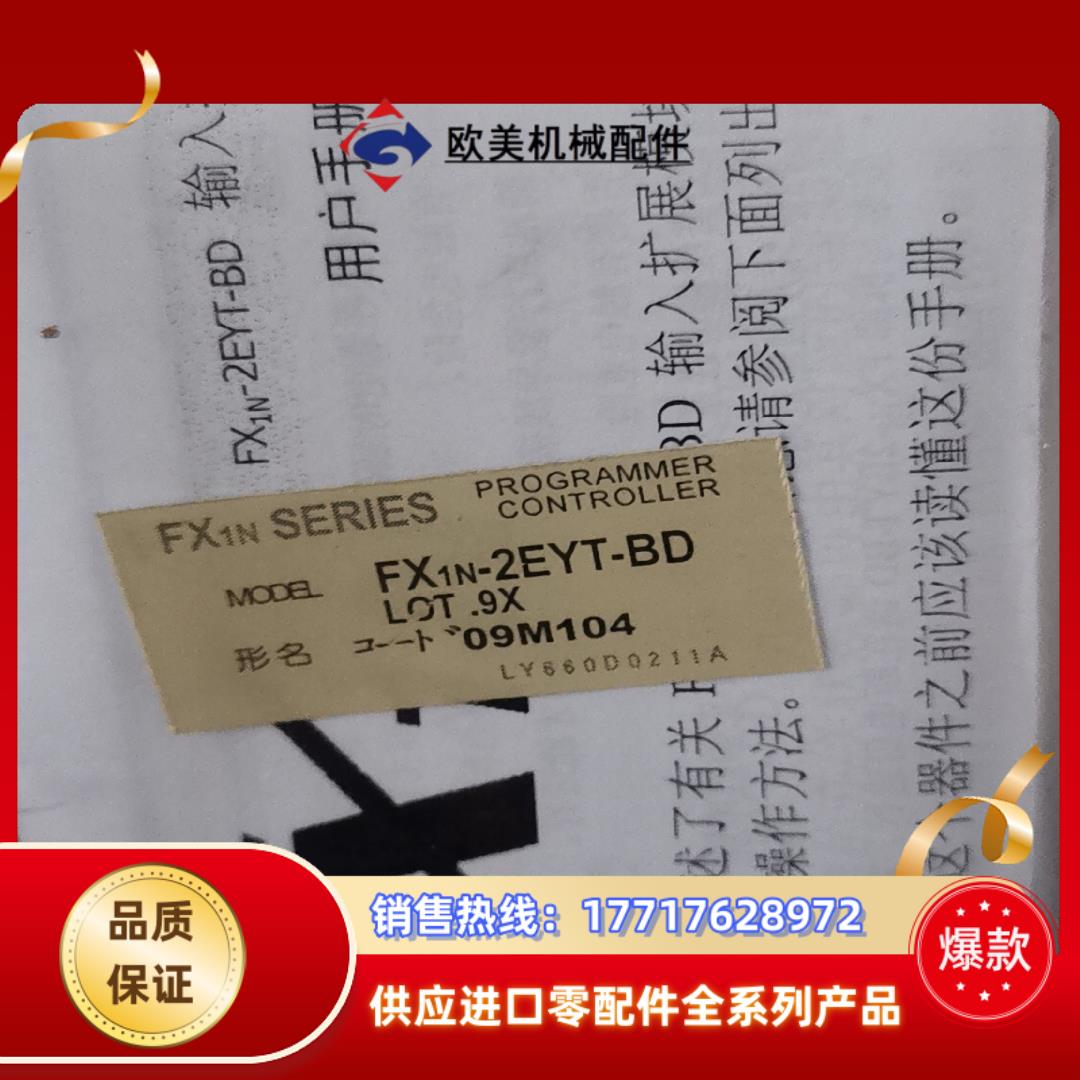 欧美机械配件
FX1N-2EYT-BD 输入
用户手册
BD 输入扩展模块
请参阅下面列出
述了有关 F
操作方法。
这个器件之前应该读懂这份手册。
FX1N SERIES
PROGRAMMER
CONTROLLER
MODEL
FX1N-2EYT-BD
LOT .9X
形名
コード 09M104
LY660D0211A
品质
保证
销售热线：17717628972
供应进口零配件全系列产品
爆款